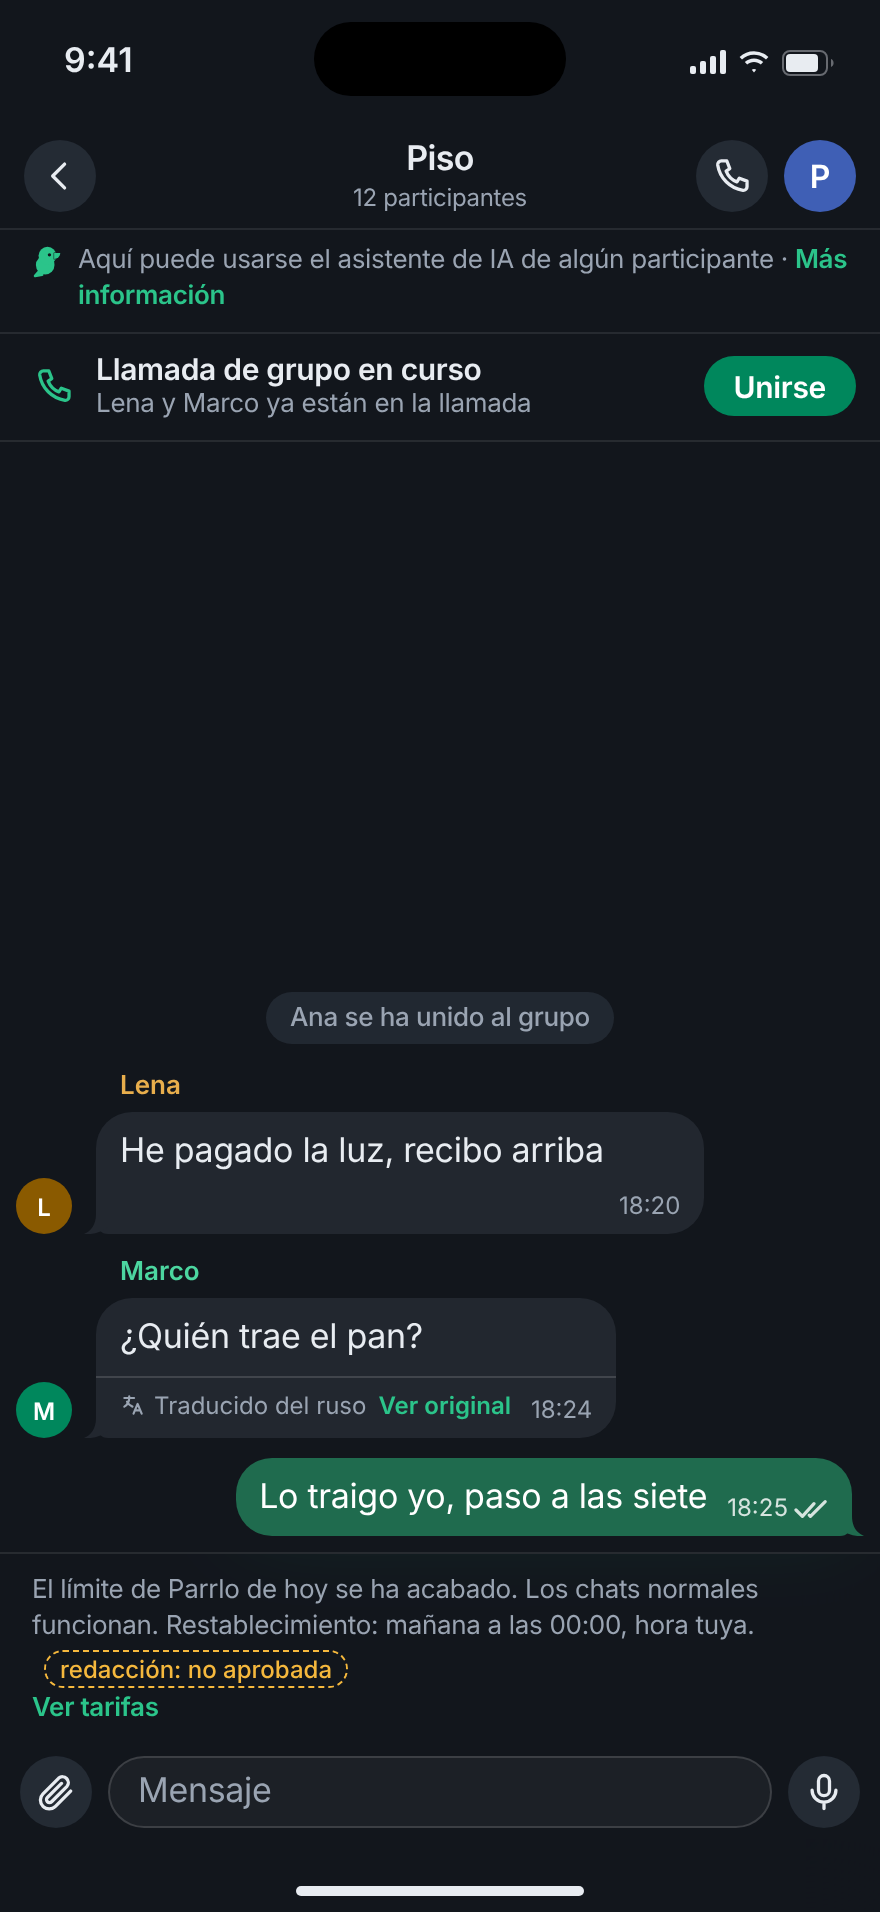 9:41
Piso
12 participantes
P
Aquí puede usarse el asistente de IA de algún participante · Más
información
Llamada de grupo en curso
Lena y Marco ya están en la llamada
Unirse
Ana se ha unido al grupo
Lena
He pagado la luz, recibo arriba
18:20
L
Marco
¿Quién trae el pan?
Traducido del ruso Ver original 18:24
M
Lo traigo yo, paso a las siete 18:25
El límite de Parrlo de hoy se ha acabado. Los chats normales
funcionan. Restablecimiento: mañana a las 00:00, hora tuya.
redacción: no aprobada
Ver tarifas
Mensaje